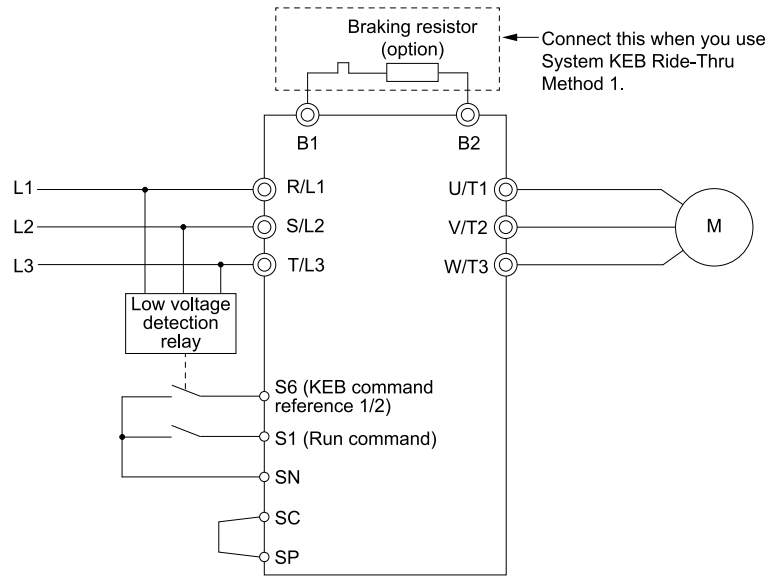 Braking resistor
(option)
Connect this when you use
System KEB Ride-Thru
Method 1.
B1
B2
L1
R/L1
U/T1
L2
S/L2
V/T2
M
L3
T/L3
W/T3
Low voltage
detection
relay
S6 (KEB command
reference 1/2)
S1 (Run command)
SN
SC
SP